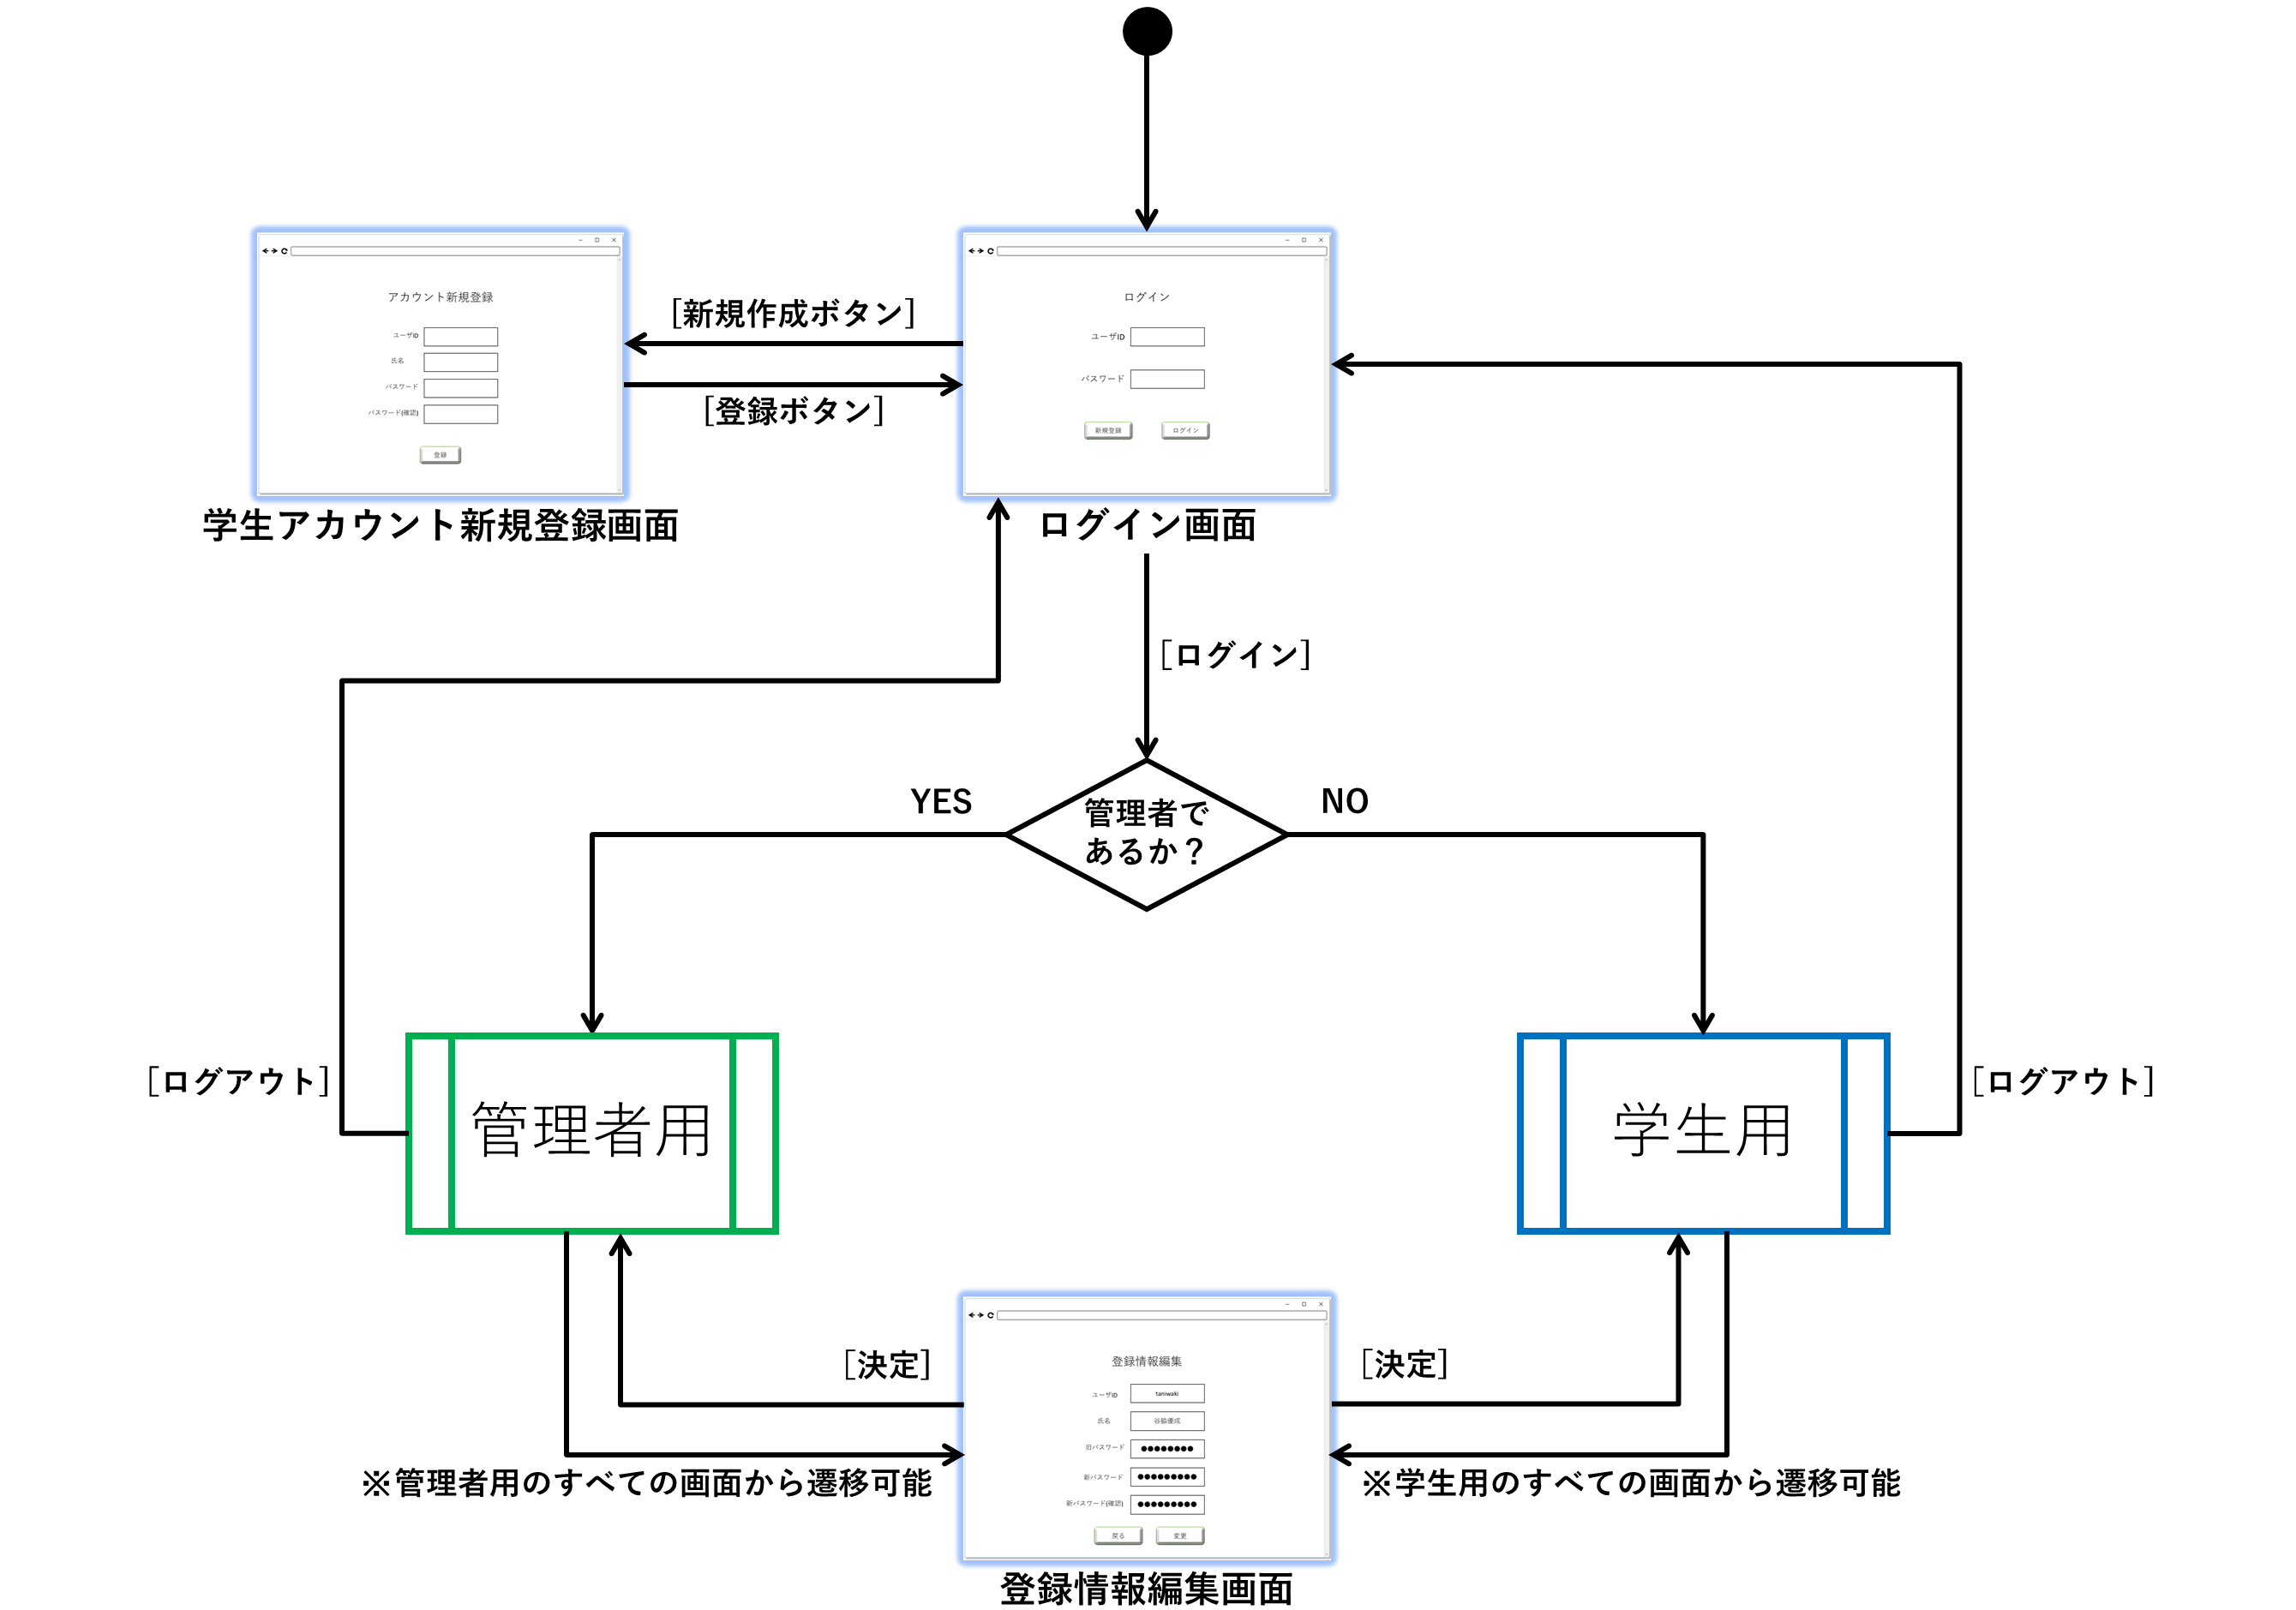 アカウント新規登録
ユーザID
氏名
パスワード
パスワード(確認)
登録
学生アカウント新規登録画面
[新規作成ボタン]
[登録ボタン]
ログイン
ユーザID
パスワード
新規登録
ログイン
ログイン画面
[ログイン]
YES
管理者で
あるか？
NO
[ログアウト]
管理者用
学生用
[ログアウト]
[決定]
[決定]
※管理者用のすべての画面から遷移可能
※学生用のすべての画面から遷移可能
登録情報編集
ユーザID
taniwaki
氏名
谷脇優成
旧パスワード
●●●●●●●●
新パスワード
●●●●●●●●●
新パスワード(確認)
●●●●●●●●●
戻る
変更
登録情報編集画面